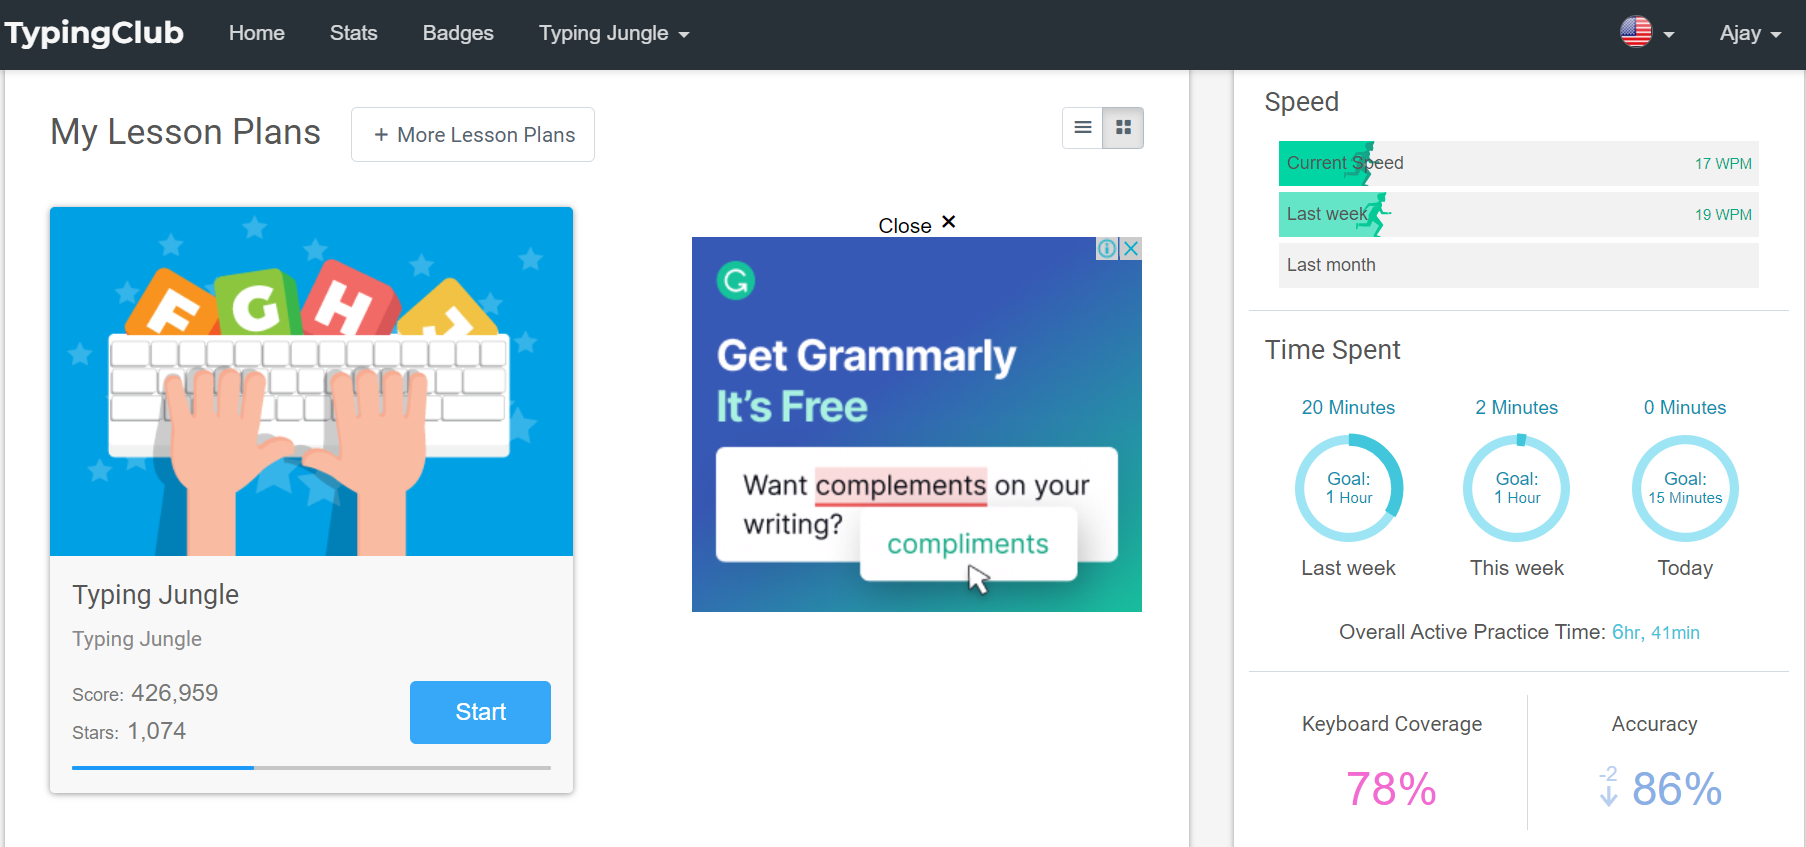 TypingClub Home Stats Badges Typing Jungle Ajay
My Lesson Plans + More Lesson Plans
F G H J
Typing Jungle
Typing Jungle
Score: 426,959
Stars: 1,074
Start
Close ✕
G
Get Grammarly
It's Free
Want complements on your
writing?
compliments
Speed
Current Speed 17 WPM
Last week 19 WPM
Last month
Time Spent
20 Minutes 2 Minutes 0 Minutes
Goal: Goal: Goal:
1 Hour 1 Hour 15 Minutes
Last week This week Today
Overall Active Practice Time: 6hr, 41min
Keyboard Coverage Accuracy
78% -2 86%